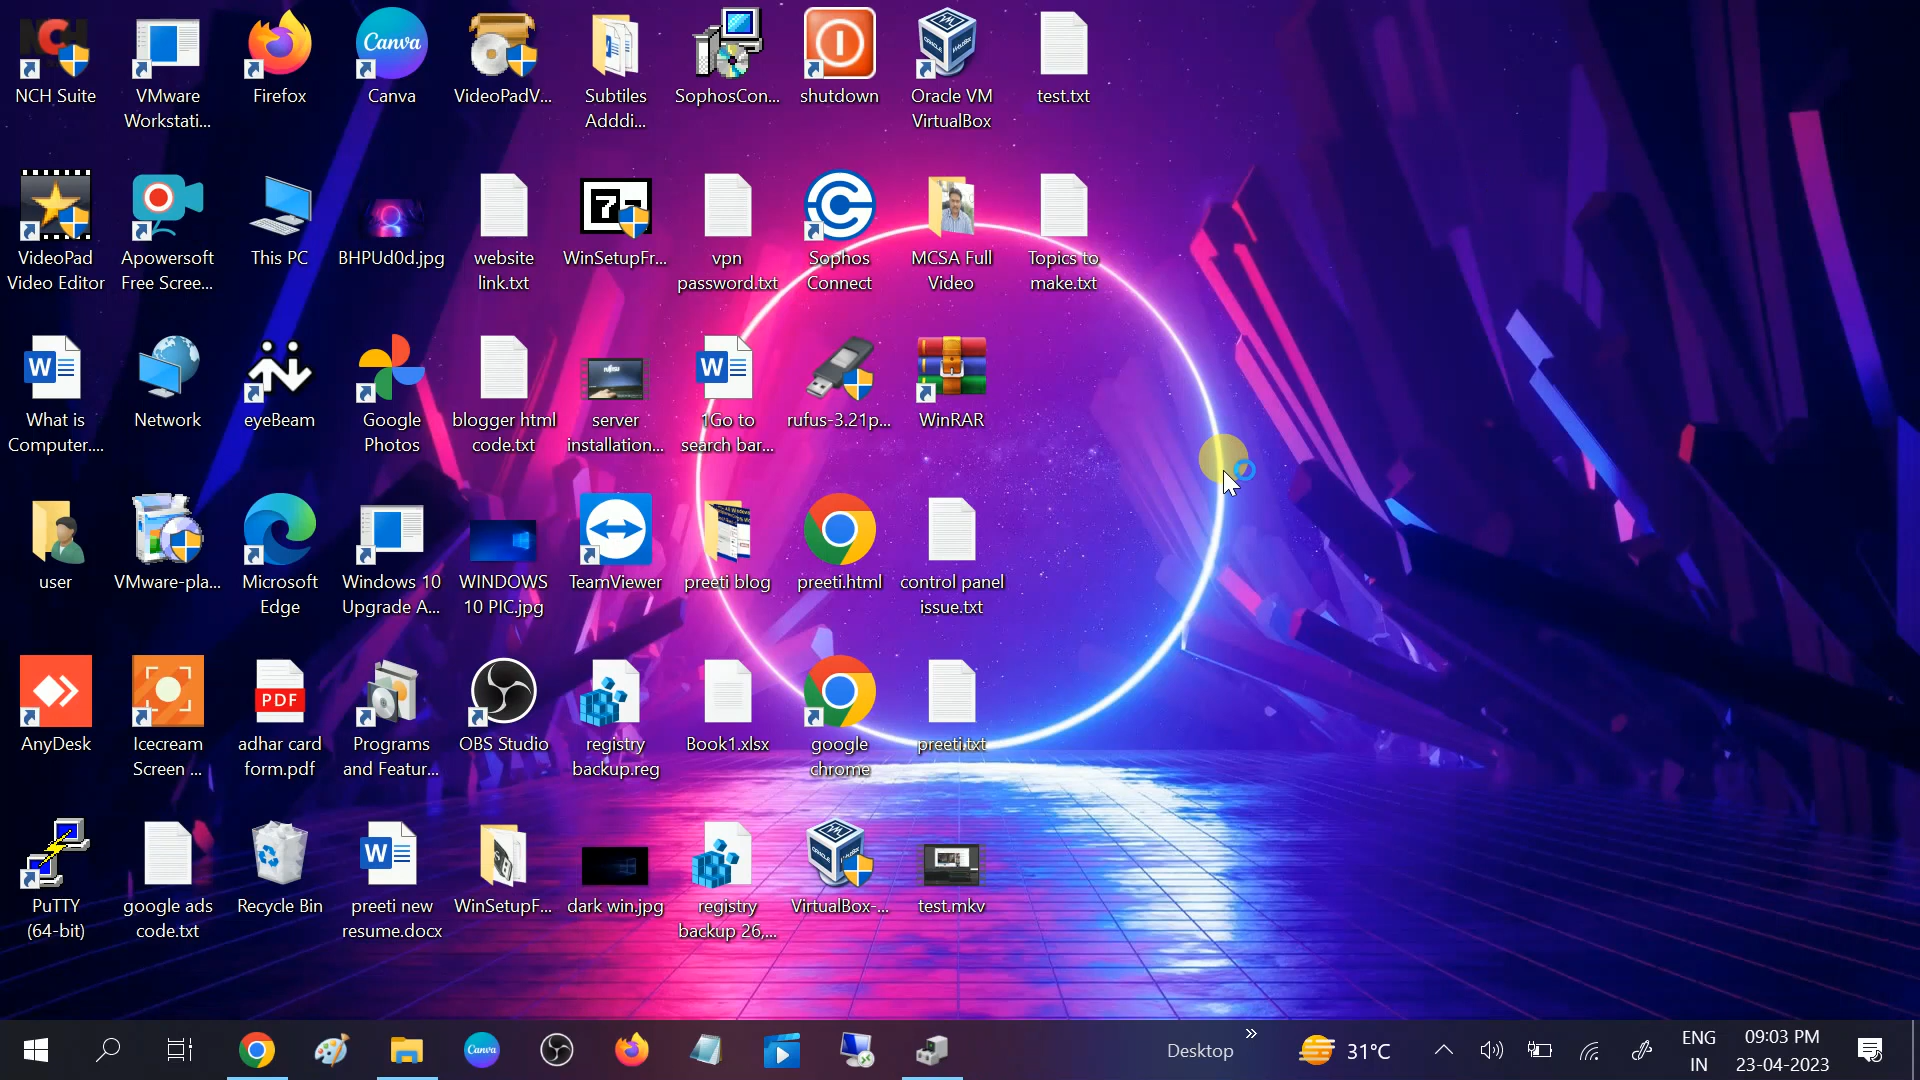 NCH Suite
VMware
Workstati...
Firefox
Canva
VideoPadV...
Subtiles
Adddi...
SophosCon...
shutdown
Oracle VM
VirtualBox
test.txt
VideoPad
Video Editor
Apowersoft
Free Scree...
This PC
BHPUd0d.jpg
website
link.txt
WinSetupFr...
vpn
password.txt
Sophos
Connect
MCSA Full
Video
Topics to
make.txt
What is
Computer....
Network
eyeBeam
Google
Photos
blogger html
code.txt
server
installation...
1Go to
search bar...
rufus-3.21p...
WinRAR
user
VMware-pla...
Microsoft
Edge
Windows 10
Upgrade A...
WINDOWS
10 PIC.jpg
TeamViewer
preeti blog
preeti.html
control panel
issue.txt
AnyDesk
Icecream
Screen ...
PDF
adhar card
form.pdf
Programs
and Featur...
OBS Studio
registry
backup.reg
Book1.xlsx
google
chrome
preeti.txt
PuTTY
(64-bit)
google ads
code.txt
Recycle Bin
preeti new
resume.docx
WinSetupF...
dark win.jpg
registry
backup 26,...
VirtualBox-...
test.mkv
Desktop
31°C
ENG
IN
09:03 PM
23-04-2023